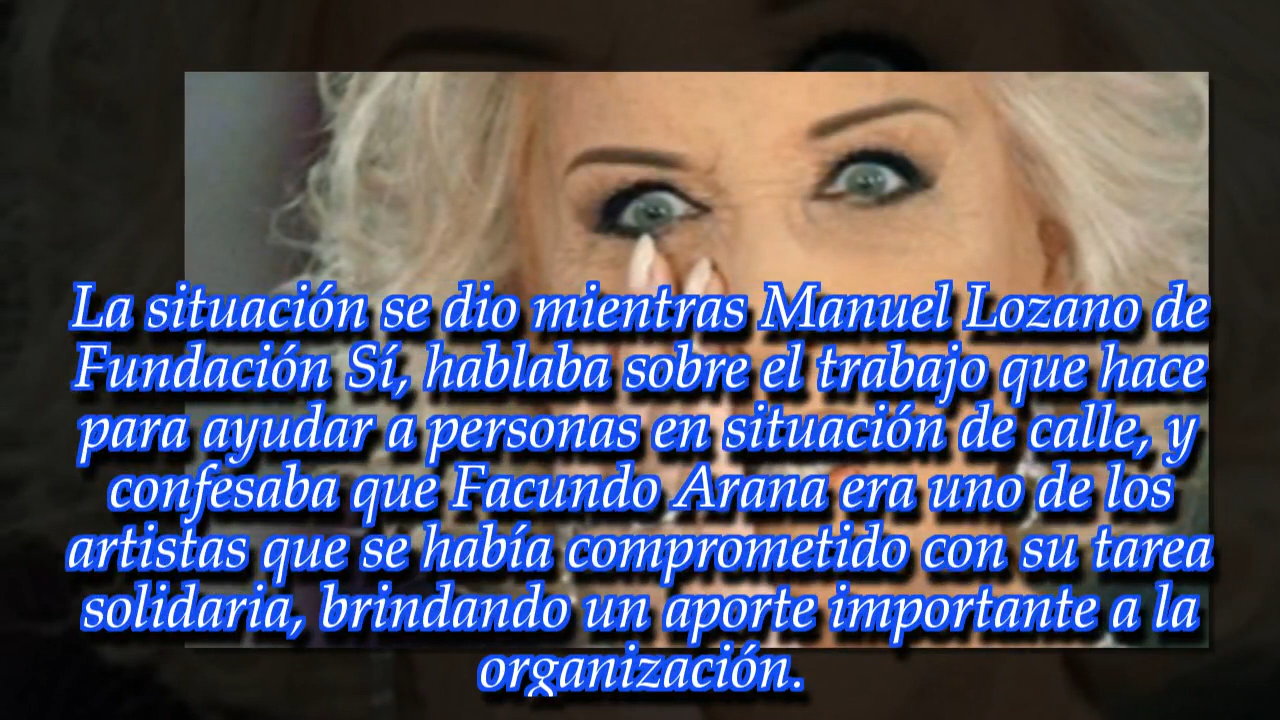 La situación se dio mientras Manuel Lozano de
Fundación Sí, hablaba sobre el trabajo que hace
para ayudar a personas en situación de calle, y
confesaba que Facundo Arana era uno de los
artistas que se había comprometido con su tarea
solidaria, brindando un aporte importante a la
organización.